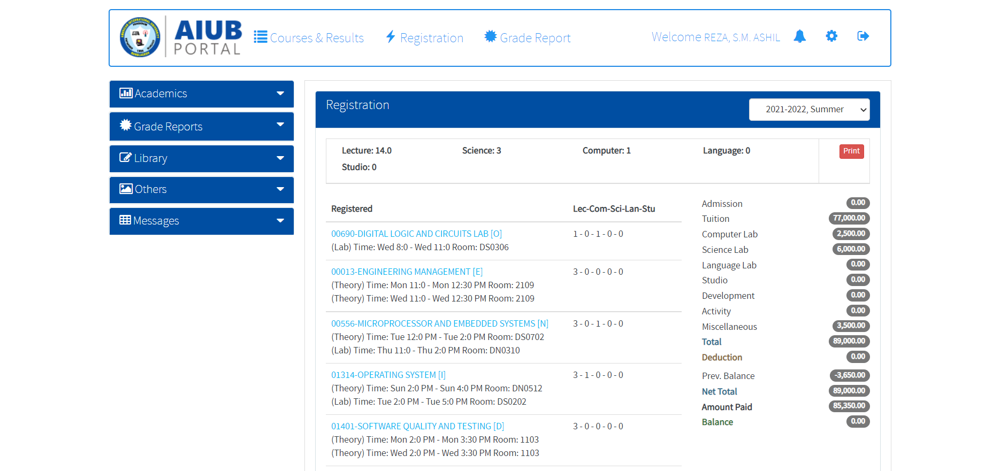 AIUB
PORTAL
Courses & Results
Registration
Grade Report
Welcome REZA, S.M. ASHIL
Academics
Grade Reports
Library
Others
Messages
Registration
2021-2022, Summer
Lecture: 14.0 Science: 3 Computer: 1 Language: 0
Studio: 0
Print
Registered Lec-Com-Sci-Lan-Stu
00690-DIGITAL LOGIC AND CIRCUITS LAB [O] 1 - 0 - 1 - 0 - 0
(Lab) Time: Wed 8:0 - Wed 11:0 Room: DS0306
00013-ENGINEERING MANAGEMENT [E] 3 - 0 - 0 - 0 - 0
(Theory) Time: Mon 11:0 - Mon 12:30 PM Room: 2109
(Theory) Time: Wed 11:0 - Wed 12:30 PM Room: 2109
00556-MICROPROCESSOR AND EMBEDDED SYSTEMS [N] 3 - 0 - 1 - 0 - 0
(Theory) Time: Tue 12:0 PM - Tue 2:0 PM Room: DS0702
(Lab) Time: Thu 11:0 - Thu 2:0 PM Room: DN0310
01314-OPERATING SYSTEM [I] 3 - 1 - 0 - 0 - 0
(Theory) Time: Sun 2:0 PM - Sun 4:0 PM Room: DN0512
(Lab) Time: Tue 2:0 PM - Tue 5:0 PM Room: DS0202
01401-SOFTWARE QUALITY AND TESTING [D] 3 - 0 - 0 - 0 - 0
(Theory) Time: Mon 2:0 PM - Mon 3:30 PM Room: 1103
(Theory) Time: Wed 2:0 PM - Wed 3:30 PM Room: 1103
Admission 0.00
Tuition 77,000.00
Computer Lab 2,500.00
Science Lab 6,000.00
Language Lab 0.00
Studio 0.00
Development 0.00
Activity 0.00
Miscellaneous 3,500.00
Total 89,000.00
Deduction 0.00
Prev. Balance -3,650.00
Net Total 89,000.00
Amount Paid 85,350.00
Balance 0.00